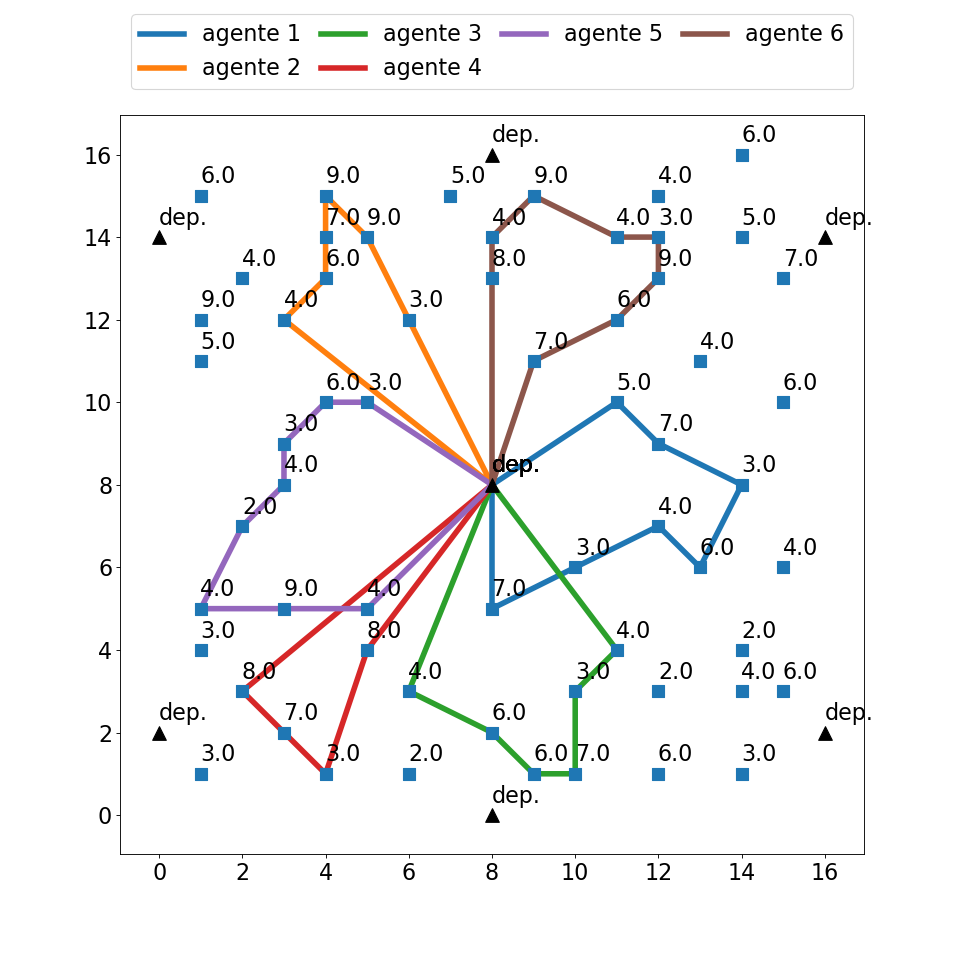 agente 1 agente 3 agente 5 agente 6
agente 2 agente 4
dep. 6.0
16
6.0 9.0 5.0 9.0 4.0
dep. 7.0 9.0 4.0 4.0 3.0 5.0 dep.
14
4.0 6.0 8.0 9.0 7.0
9.0 4.0 3.0 6.0
12
5.0 7.0 4.0
6.0 3.0 5.0 6.0
10
3.0 7.0
4.0 dep. dep. 3.0
8
2.0 4.0
3.0 6.0 4.0
6
4.0 9.0 4.0 7.0
3.0 8.0 4.0 2.0
4
8.0 4.0 3.0 2.0 4.0 6.0
dep. 7.0 6.0 dep.
2
3.0 3.0 2.0 6.0 7.0 6.0 3.0
dep.
0
0 2 4 6 8 10 12 14 16